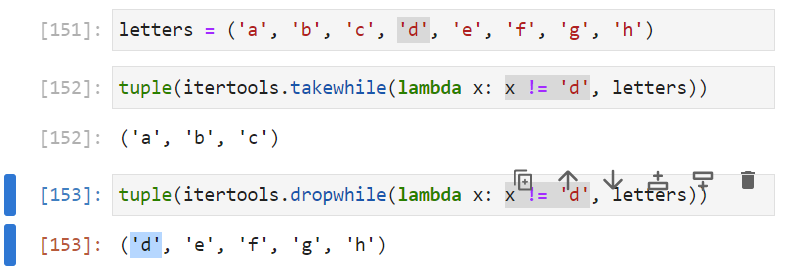 [151]: letters = ('a', 'b', 'c', 'd', 'e', 'f', 'g', 'h')
[152]: tuple(itertools.takewhile(lambda x: x != 'd', letters))
[152]: ('a', 'b', 'c')
[153]: tuple(itertools.dropwhile(lambda x: x != 'd', letters))
[153]: ('d', 'e', 'f', 'g', 'h')